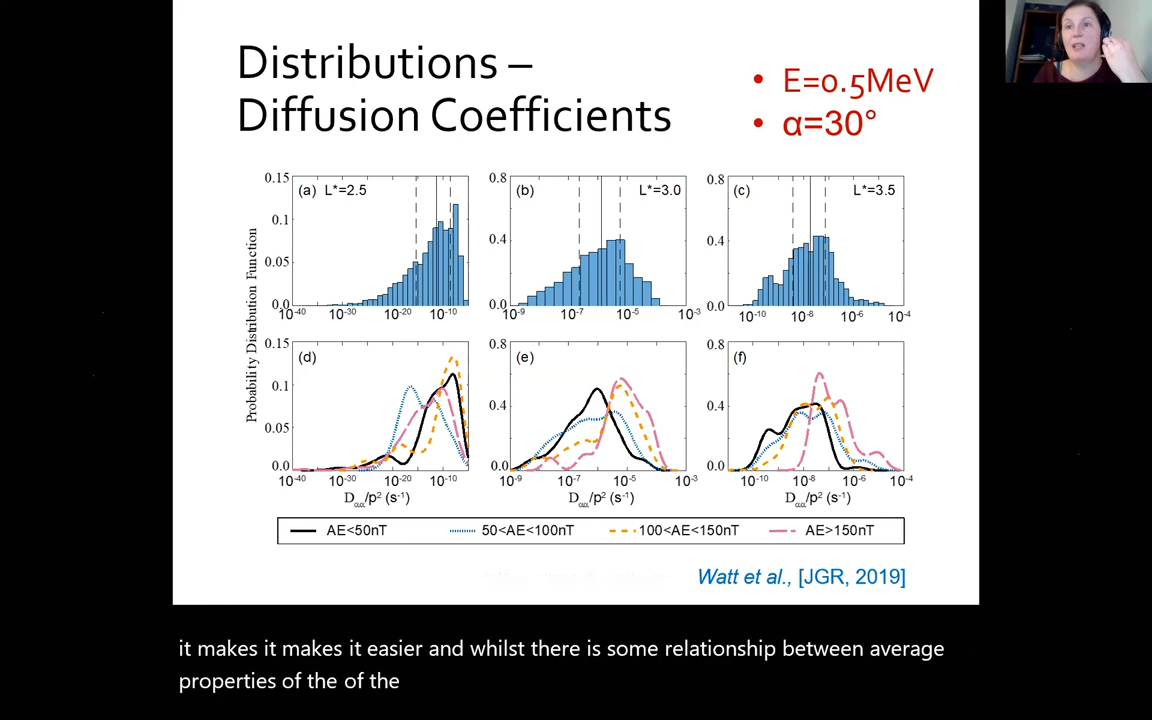 Distributions –
Diffusion Coefficients
• E=0.5MeV
• α=30°
Probability Distribution Function
0.15
0.1
0.05
0.0
(a) L*=2.5
10-40 10-30 10-20 10-10
0.8
0.4
0.0
(b) L*=3.0
10-9 10-7 10-5 10-3
0.8
0.4
0.0
(c) L*=3.5
10-10 10-8 10-6 10-4
0.15
0.1
0.05
0.0
(d)
10-40 10-30 10-20 10-10
Dαα/p2 (s-1)
0.8
0.4
0.0
(e)
10-9 10-7 10-5 10-3
Dαα/p2 (s-1)
0.8
0.4
0.0
(f)
10-10 10-8 10-6 10-4
Dαα/p2 (s-1)
AE<50nT 50<AE<100nT 100<AE<150nT AE>150nT
Watt et al., [JGR, 2019]
it makes it makes it easier and whilst there is some relationship between average
properties of the of the